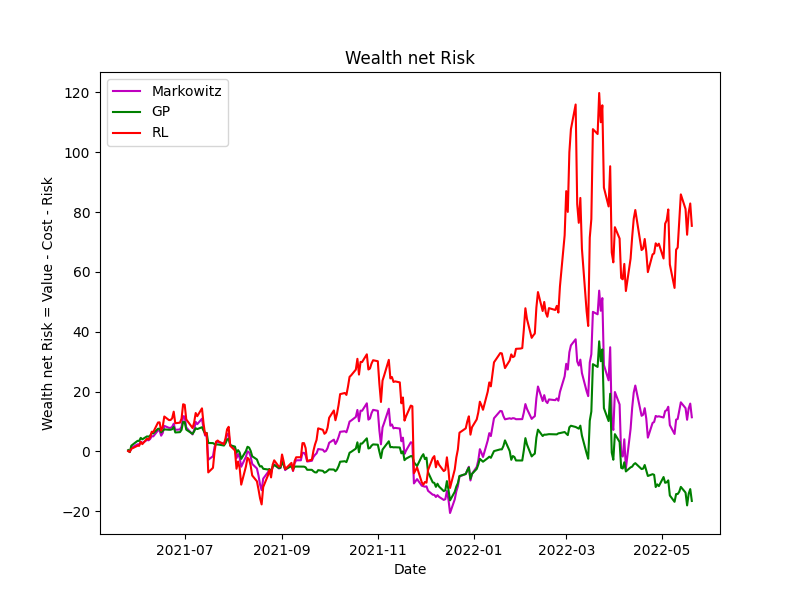 Wealth net Risk
Markowitz
GP
RL
Wealth net Risk = Value - Cost - Risk
120
100
80
60
40
20
0
−20
2021-07 2021-09 2021-11 2022-01 2022-03 2022-05
Date